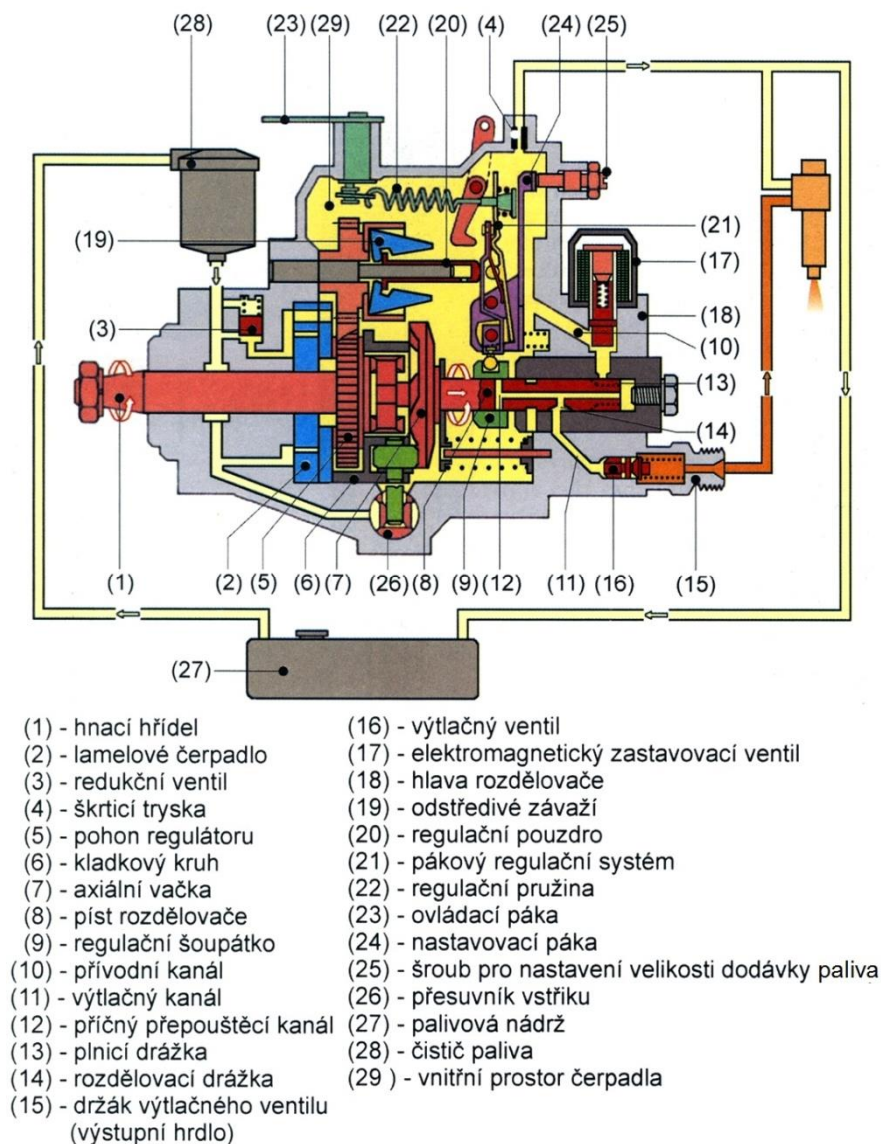 (28) (23) (29) (22) (20) (4) (24) (25)
(19)
(21)
(17)
(3)
(18)
(10)
(13)
(14)
(1) (2) (5) (6) (7) (26) (8) (9) (12) (11) (16) (15)
(27)
(1) - hnací hřídel
(2) - lamelové čerpadlo
(3) - redukční ventil
(4) - škrticí tryska
(5) - pohon regulátoru
(6) - kladkový kruh
(7) - axiální vačka
(8) - píst rozdělovače
(9) - regulační šoupátko
(10) - přívodní kanál
(11) - výtlačný kanál
(12) - příčný přepouštěcí kanál
(13) - plnicí drážka
(14) - rozdělovací drážka
(15) - držák výtlačného ventilu
(výstupní hrdlo)
(16) - výtlačný ventil
(17) - elektromagnetický zastavovací ventil
(18) - hlava rozdělovače
(19) - odstředivé závaží
(20) - regulační pouzdro
(21) - pákový regulační systém
(22) - regulační pružina
(23) - ovládací páka
(24) - nastavovací páka
(25) - šroub pro nastavení velikosti dodávky paliva
(26) - přesuvník vstřiku
(27) - palivová nádrž
(28) - čistič paliva
(29 ) - vnitřní prostor čerpadla